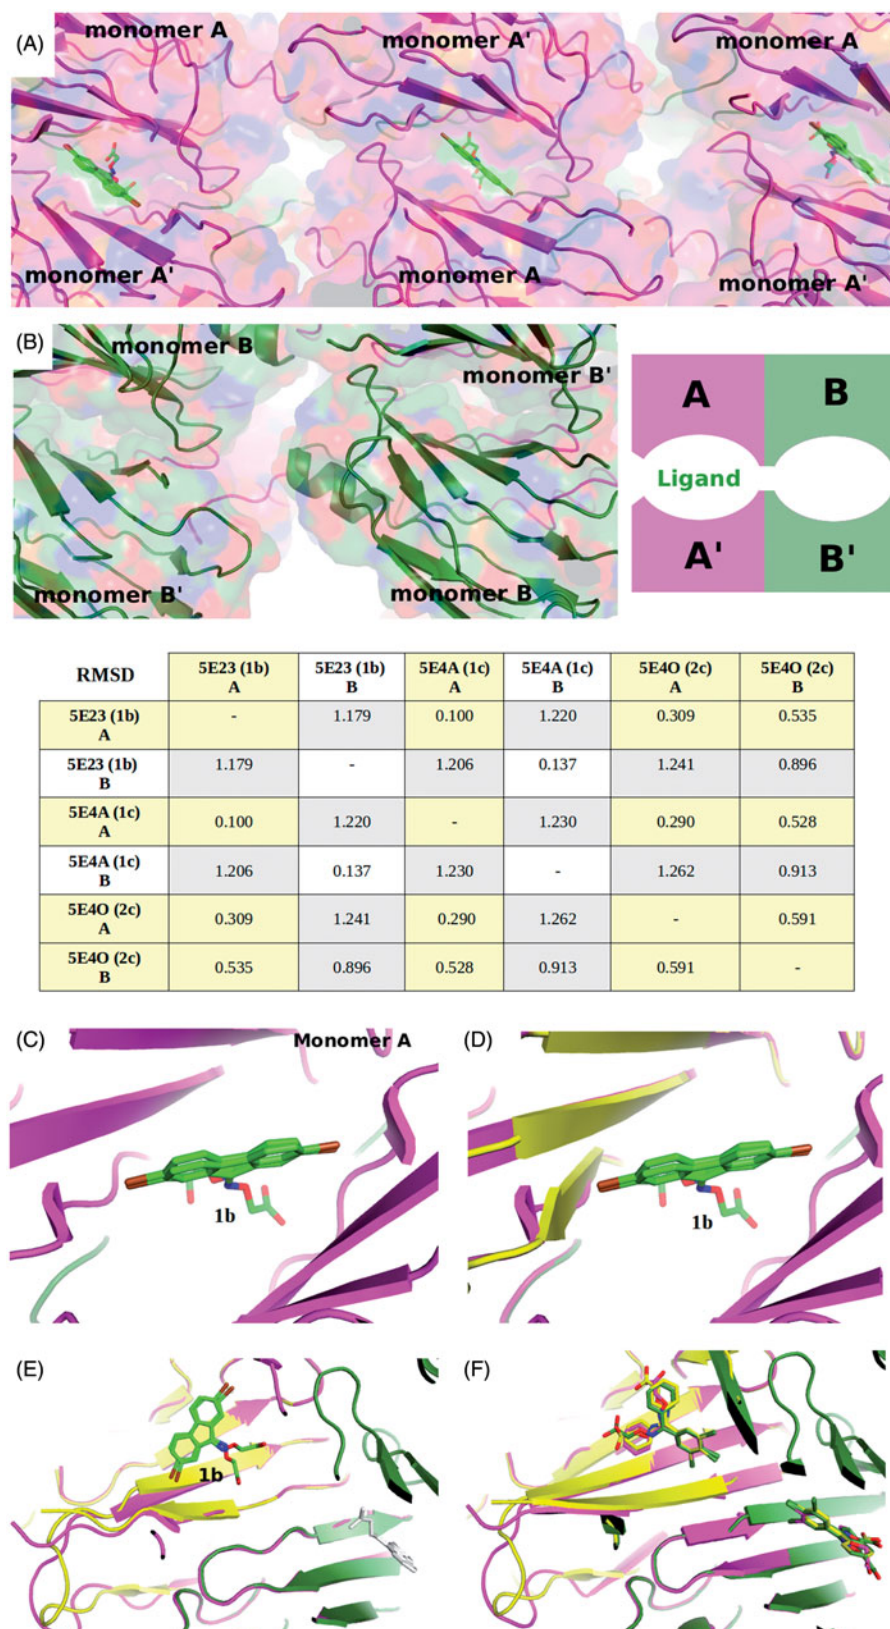 (A)
monomer A
monomer A'
monomer A
monomer A'
monomer A
monomer A'
(B)
monomer B
monomer B'
monomer B'
monomer B
A
B
Ligand
A'
B'
RMSD 5E23 (1b) A 5E23 (1b) B 5E4A (1c) A 5E4A (1c) B 5E4O (2c) A 5E4O (2c) B
5E23 (1b) A - 1.179 0.100 1.220 0.309 0.535
5E23 (1b) B 1.179 - 1.206 0.137 1.241 0.896
5E4A (1c) A 0.100 1.220 - 1.230 0.290 0.528
5E4A (1c) B 1.206 0.137 1.230 - 1.262 0.913
5E4O (2c) A 0.309 1.241 0.290 1.262 - 0.591
5E4O (2c) B 0.535 0.896 0.528 0.913 0.591 -
(C)
Monomer A
1b
(D)
1b
(E)
1b
(F)